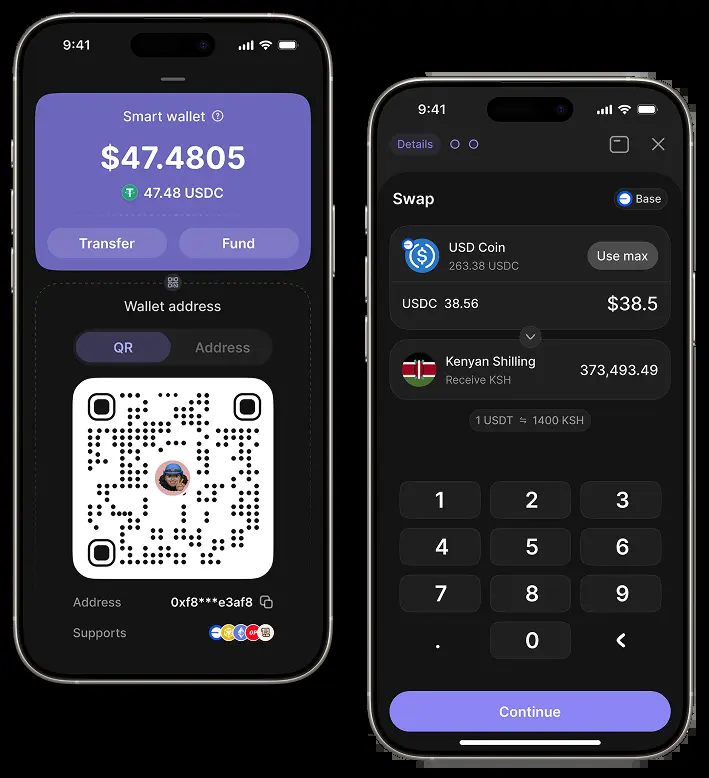 9:41
Smart wallet ?
$47.4805
47.48 USDC
Transfer Fund
Wallet address
QR Address
Address 0xf8***e3af8
Supports
9:41
Details
Swap Base
USD Coin
263.38 USDC
Use max
USDC 38.56 $38.5
Kenyan Shilling
Receive KSH
373,493.49
1 USDT ⇋ 1400 KSH
1 2 3
4 5 6
7 8 9
. 0 <
Continue